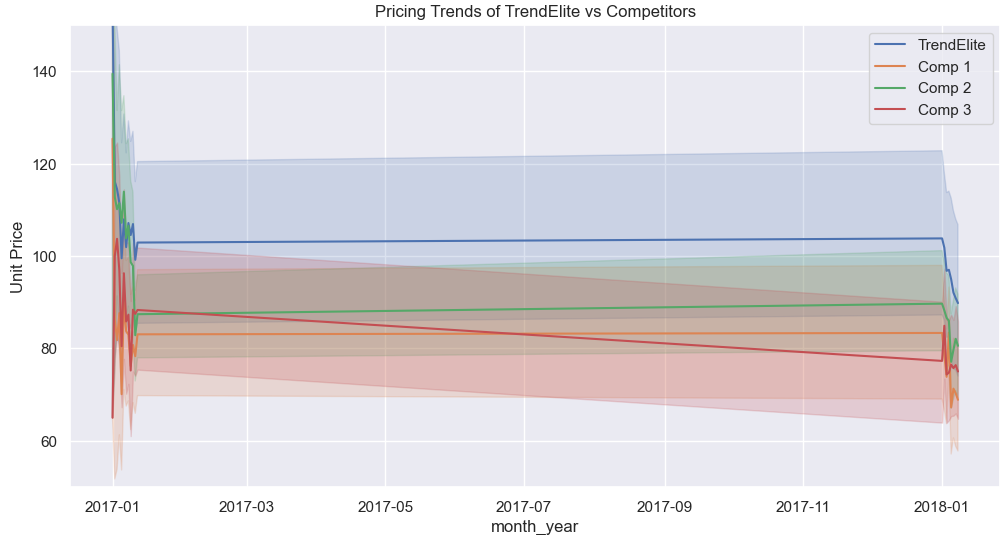 Pricing Trends of TrendElite vs Competitors
TrendElite
Comp 1
Comp 2
Comp 3
Unit Price
140
120
100
80
60
2017-01 2017-03 2017-05 2017-07 2017-09 2017-11 2018-01
month_year